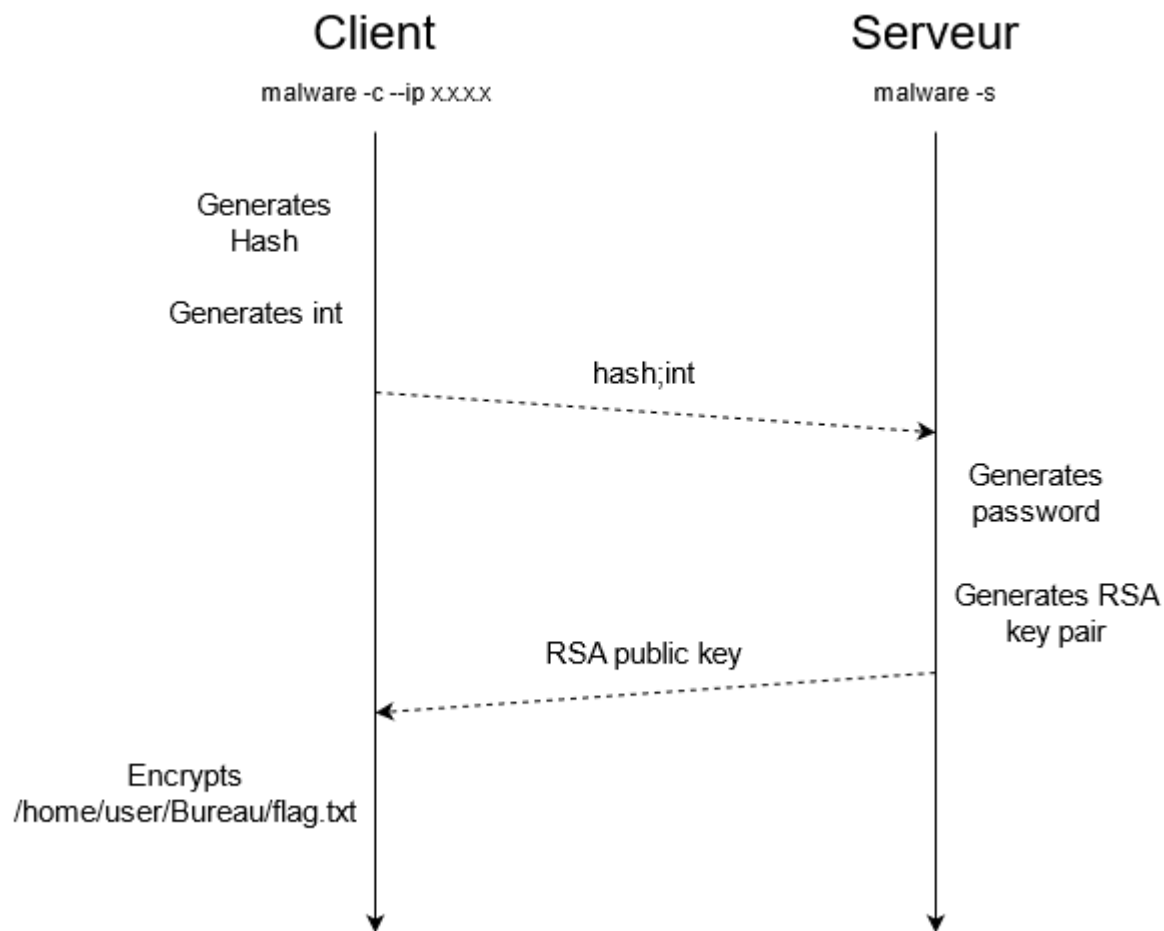 Client
Serveur
malware -c --ip x.x.x.x
malware -s
Generates
Hash
Generates int
hash;int
Generates
password
Generates RSA
key pair
RSA public key
Encrypts
/home/user/Bureau/flag.txt